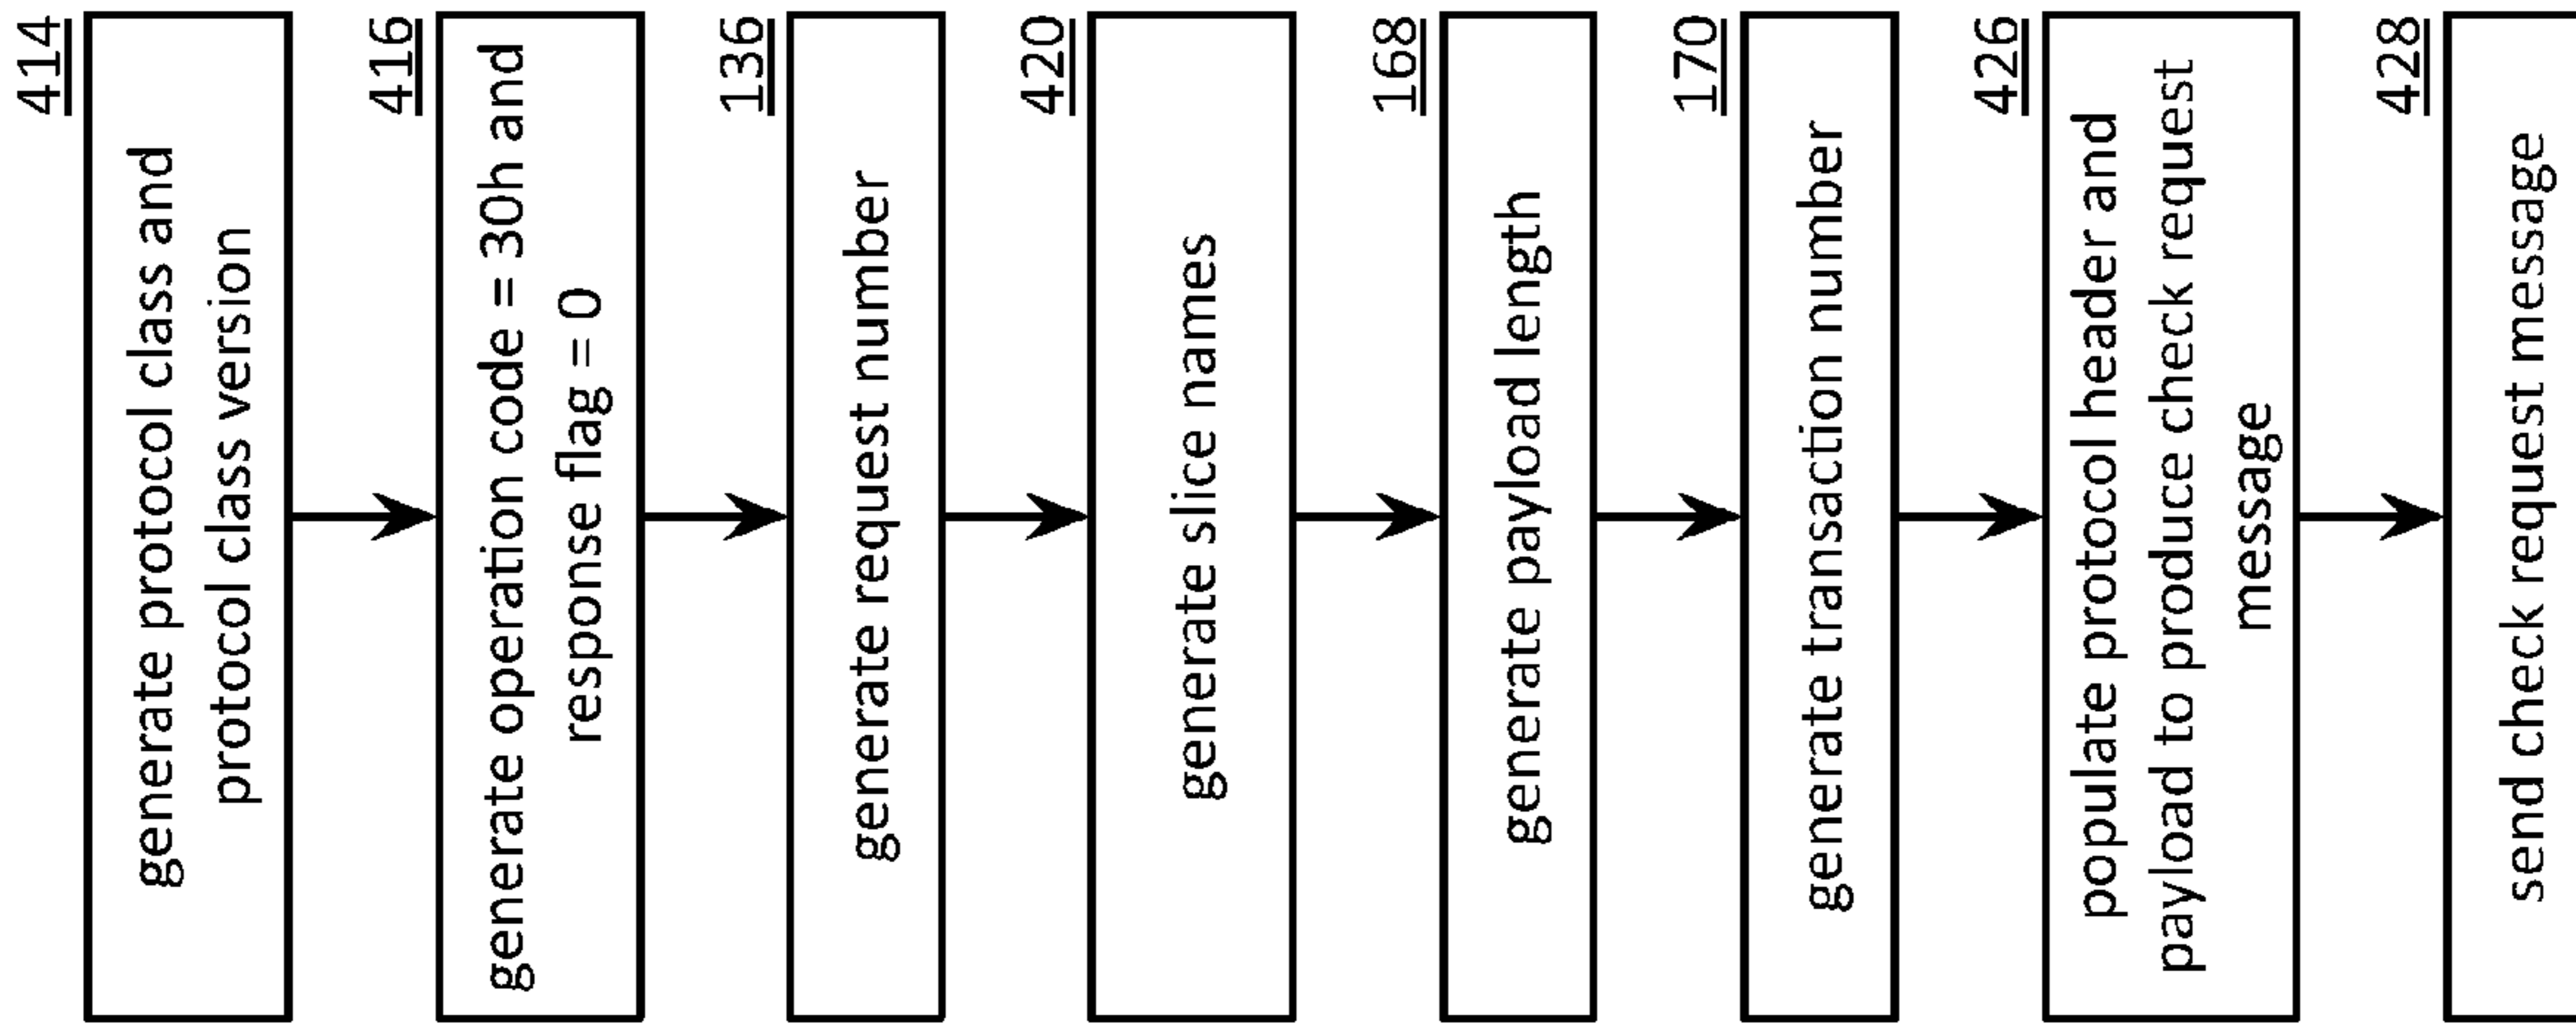 414
generate protocol class and
protocol class version
416
generate operation code = 30h and
response flag = 0
136
generate request number
420
generate slice names
168
generate payload length
170
generate transaction number
426
populate protocol header and
payload to produce check request
message
428
send check request message